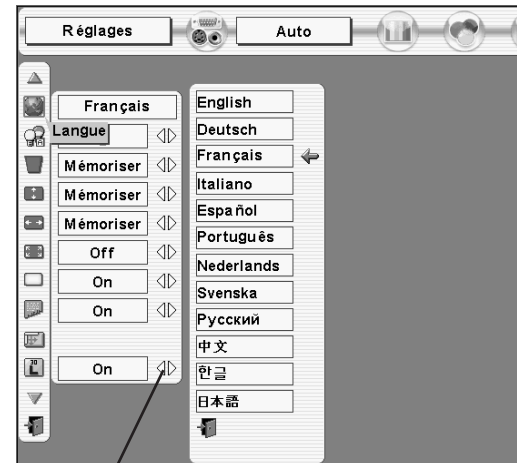 Réglages
Auto
Français
Langue
Mémoriser
Mémoriser
Mémoriser
Off
On
On
On
English
Deutsch
Français
Italiano
Español
Português
Nederlands
Svenska
Русский
中文
한글
日本語